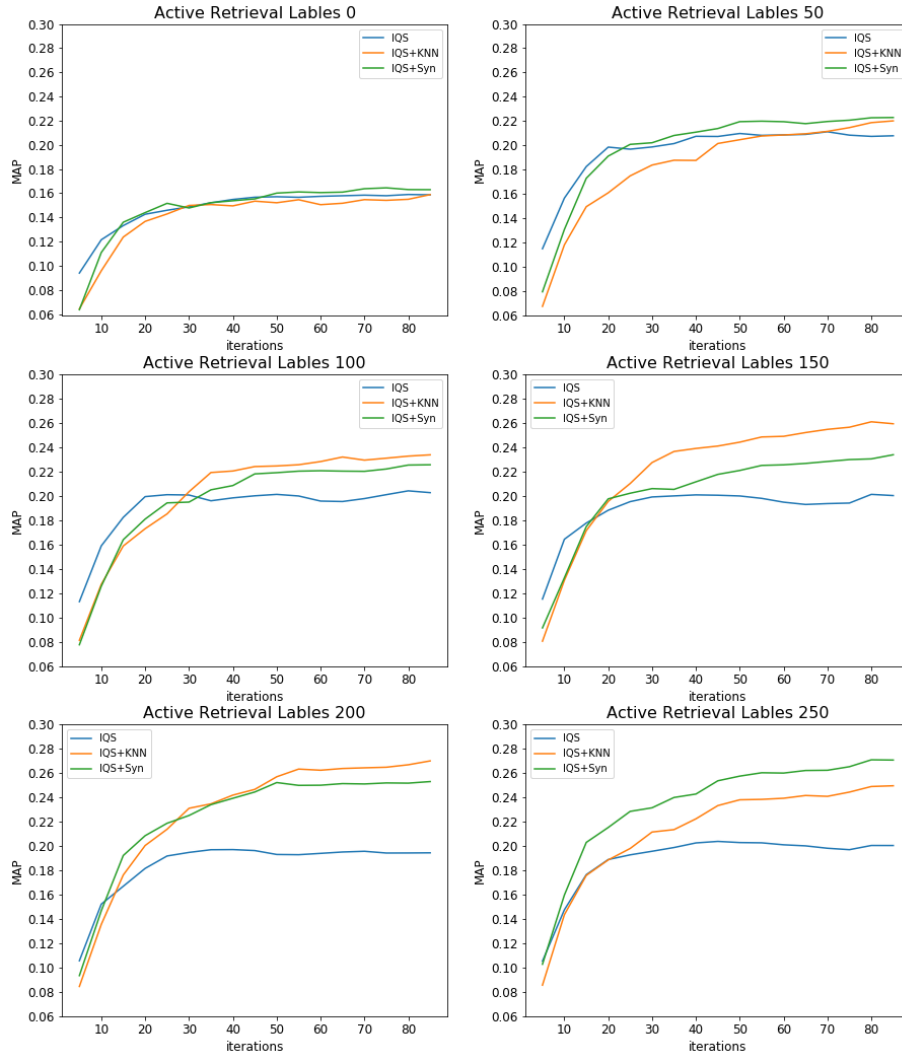 Active Retrieval Lables 0
0.30
0.28
0.26
0.24
0.22
0.20
0.18
0.16
0.14
0.12
0.10
0.08
0.06
MAP
IQS
IQS+KNN
IQS+Syn
10 20 30 40 50 60 70 80
iterations
Active Retrieval Lables 50
0.30
0.28
0.26
0.24
0.22
0.20
0.18
0.16
0.14
0.12
0.10
0.08
0.06
MAP
IQS
IQS+KNN
IQS+Syn
10 20 30 40 50 60 70 80
iterations
Active Retrieval Lables 100
0.30
0.28
0.26
0.24
0.22
0.20
0.18
0.16
0.14
0.12
0.10
0.08
0.06
MAP
IQS
IQS+KNN
IQS+Syn
10 20 30 40 50 60 70 80
iterations
Active Retrieval Lables 150
0.30
0.28
0.26
0.24
0.22
0.20
0.18
0.16
0.14
0.12
0.10
0.08
0.06
MAP
IQS
IQS+KNN
IQS+Syn
10 20 30 40 50 60 70 80
iterations
Active Retrieval Lables 200
0.30
0.28
0.26
0.24
0.22
0.20
0.18
0.16
0.14
0.12
0.10
0.08
0.06
MAP
IQS
IQS+KNN
IQS+Syn
10 20 30 40 50 60 70 80
iterations
Active Retrieval Lables 250
0.30
0.28
0.26
0.24
0.22
0.20
0.18
0.16
0.14
0.12
0.10
0.08
0.06
MAP
IQS
IQS+KNN
IQS+Syn
10 20 30 40 50 60 70 80
iterations